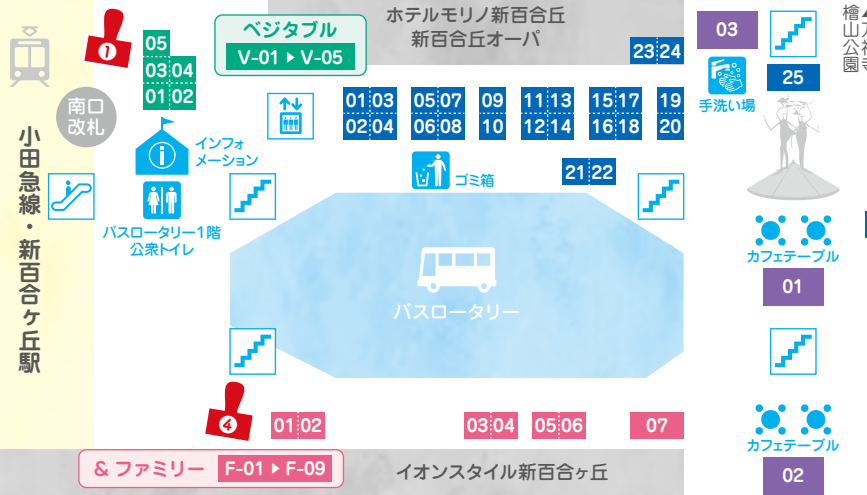 ホテルモリノ新百合丘
新百合丘オーパ
ベジタブル
V-01 ▶ V-05
1
05
03 04
01 02
南口
改札
小田急線・新百合ヶ丘駅
インフォ
メーション
バスロータリー1階
公衆トイレ
23 24
01 03 05 07 09 11 13 15 17 19
02 04 06 08 10 12 14 16 18 20
ゴミ箱
21 22
バスロータリー
03
手洗い場
25
檜山公園
カフェテーブル
01
カフェテーブル
02
4
01 02
03 04
05 06
07
& ファミリー F-01 ▶ F-09
イオンスタイル新百合ヶ丘